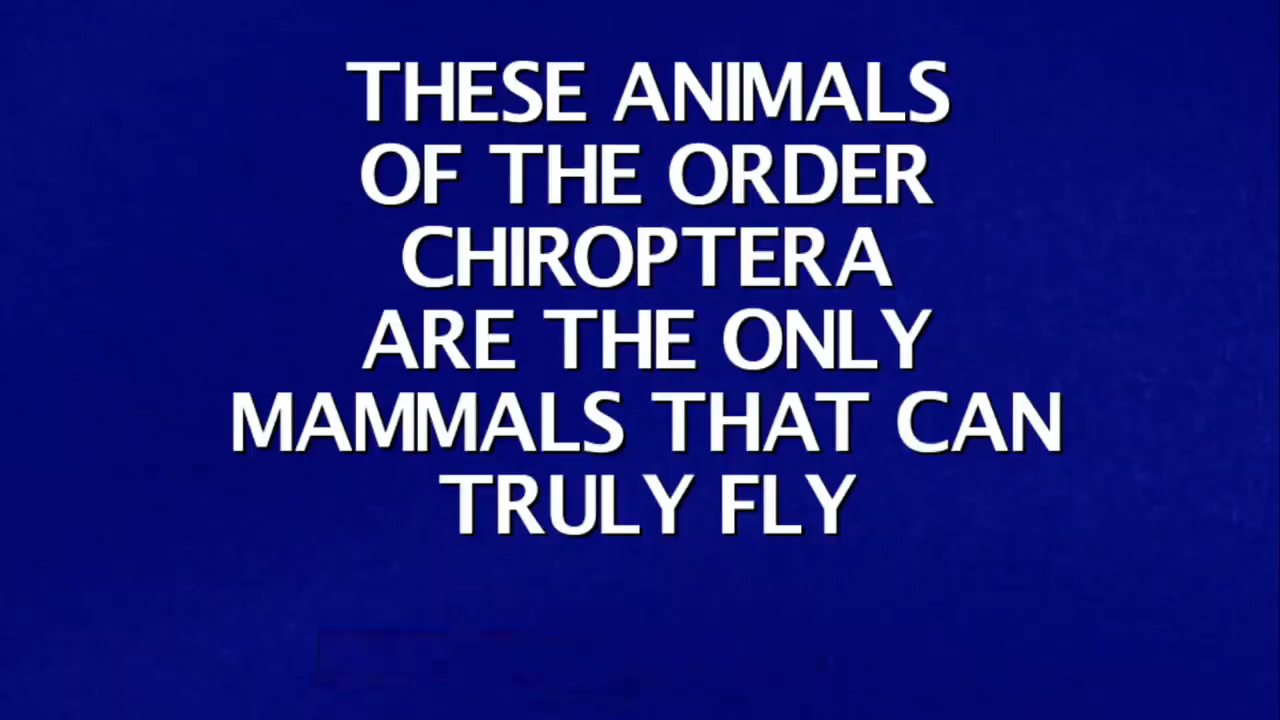 THESE ANIMALS
OF THE ORDER
CHIROPTERA
ARE THE ONLY
MAMMALS THAT CAN
TRULY FLY